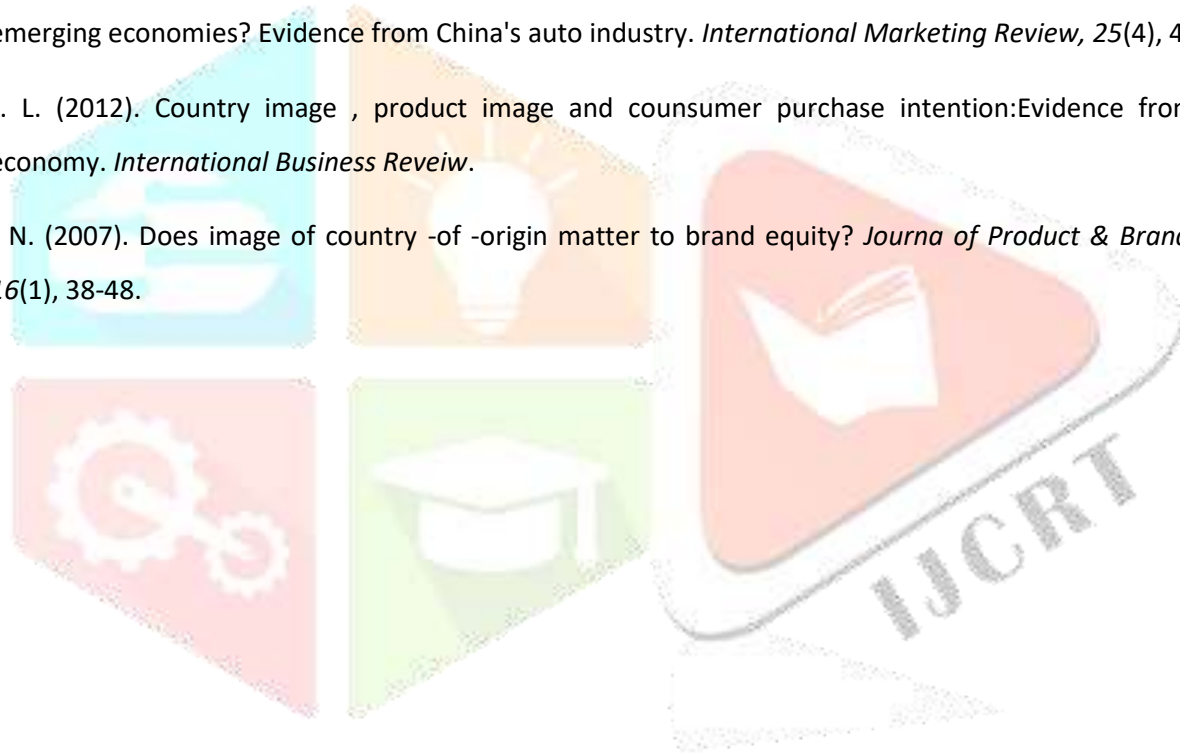 emerging economies? Evidence from China's auto industry. International Marketing Review, 25(4), 4
. L. (2012). Country image , product image and counsumer purchase intention:Evidence fror
economy. International Business Reveiw.
N. (2007). Does image of country -of -origin matter to brand equity? Journa of Product & Brand
16(1), 38-48.
IJCRT